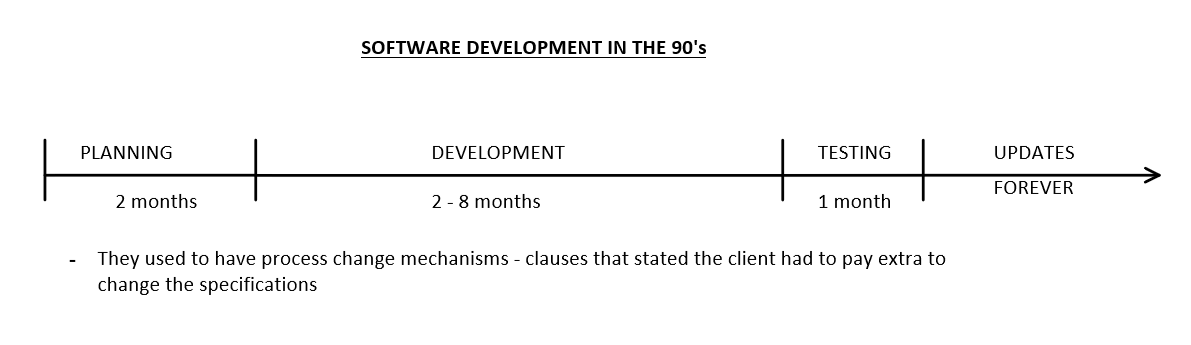 SOFTWARE DEVELOPMENT IN THE 90's
PLANNING
DEVELOPMENT
TESTING
UPDATES
2 months
2 - 8 months
1 month
FOREVER
- They used to have process change mechanisms - clauses that stated the client had to pay extra to
change the specifications